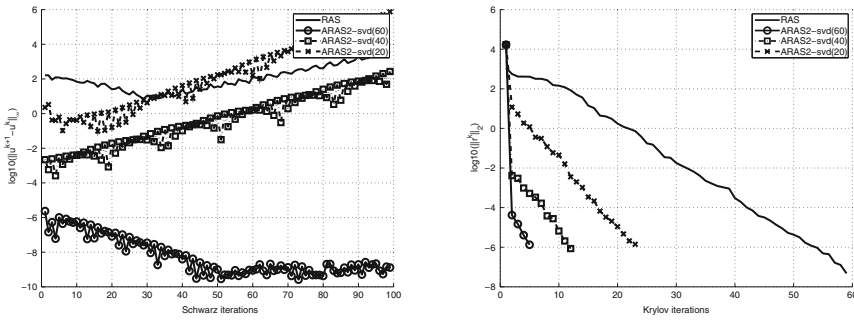 6
4
2
0
−2
−4
−6
−8
−10
0
10
20
30
40
50
60
70
80
90
100
Schwarz iterations
log10(||u^{k+1}−u^k||_∞)
RAS
ARAS2−svd(60)
ARAS2−svd(40)
ARAS2−svd(20)
6
4
2
0
−2
−4
−6
−8
0
10
20
30
40
50
60
Krylov iterations
log10(||r^k||_2)
RAS
ARAS2−svd(60)
ARAS2−svd(40)
ARAS2−svd(20)